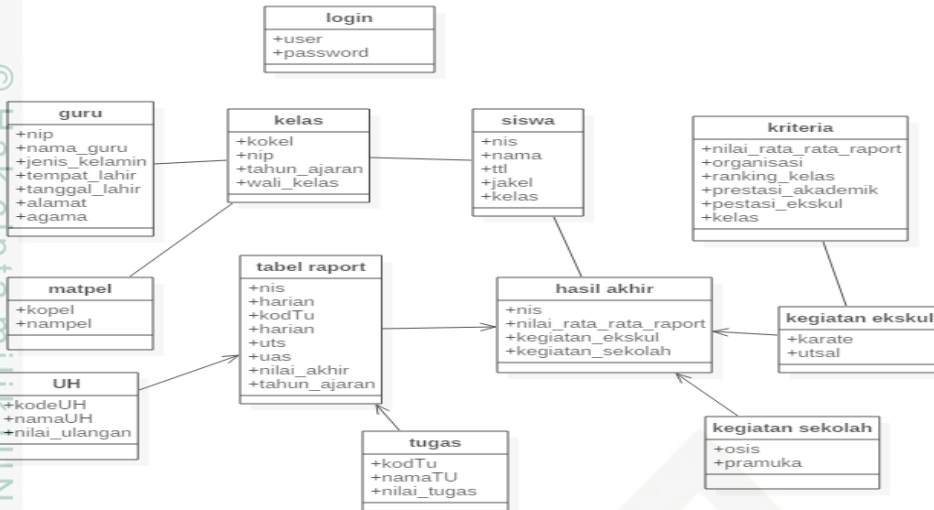 login
+user
+password
guru
+nip
+nama_guru
+jenis_kelamin
+tempat_lahir
+tanggal_lahir
+alamat
+agama
kelas
+kokel
+nip
+tahun_ajaran
+wali_kelas
siswa
+nis
+nama
+ttl
+jakel
+kelas
kriteria
+nilai_rata_rata_raport
+organisasi
+ranking_kelas
+prestasi_akademik
+pestasi_ekskul
+kelas
matpel
+kopel
+nampel
tabel raport
+nis
+harian
+kodTu
+harian
+uts
+uas
+nilai_akhir
+tahun_ajaran
hasil akhir
+nis
+nilai_rata_rata_raport
+kegiatan_ekskul
+kegiatan_sekolah
kegiatan ekskul
+karate
+utsal
UH
+kodeUH
+namaUH
+nilai_ulangan
tugas
+kodTu
+namaTU
+nilai_tugas
kegiatan sekolah
+osis
+pramuka